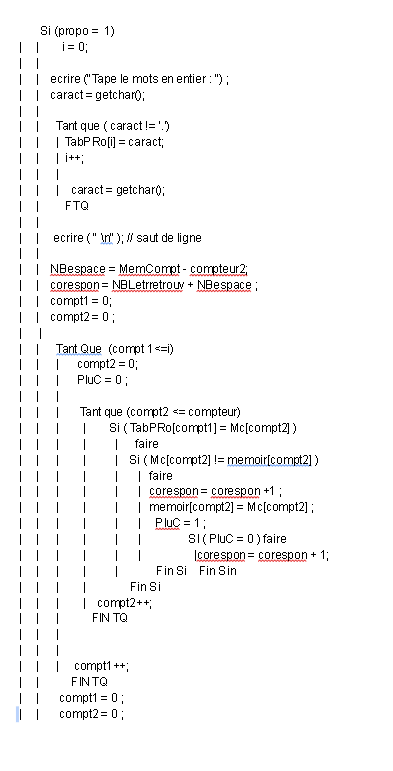 Si (propo = 1)
| | i = 0;
| |
| | ecrire ("Tape le mots en entier : ") ;
| | caract = getchar();
| |
| | Tant que ( caract != '.')
| | | TabPRo[i] = caract;
| | | i++;
| | |
| | | caract = getchar();
| | FTQ
| |
| | ecrire ( " \n" ); // saut de ligne
| |
| | NBespace = MemCompt - compteur2;
| | corespon = NBLetrretrouv + NBespace ;
| | compt1 = 0;
| | compt2 = 0 ;
| |
| | Tant Que (compt 1<=i)
| | | compt2 = 0;
| | | PluC = 0 ;
| | |
| | | Tant que (compt2 <= compteur)
| | | | Si ( TabPRo[compt1] = Mc[compt2] )
| | | | | faire
| | | | | Si ( Mc[compt2] != memoir[compt2] )
| | | | | | faire
| | | | | | corespon = corespon +1 ;
| | | | | | memoir[compt2] = Mc[compt2] ;
| | | | | | PluC = 1 ;
| | | | | | SI ( PluC = 0 ) faire
| | | | | | |corespon = corespon + 1;
| | | | | Fin Si Fin Sin
| | | | Fin Si
| | | | compt2++;
| | | FIN TQ
| | |
| | |
| | | compt1++;
| | FIN TQ
| | compt1 = 0 ;
| | compt2 = 0 ;